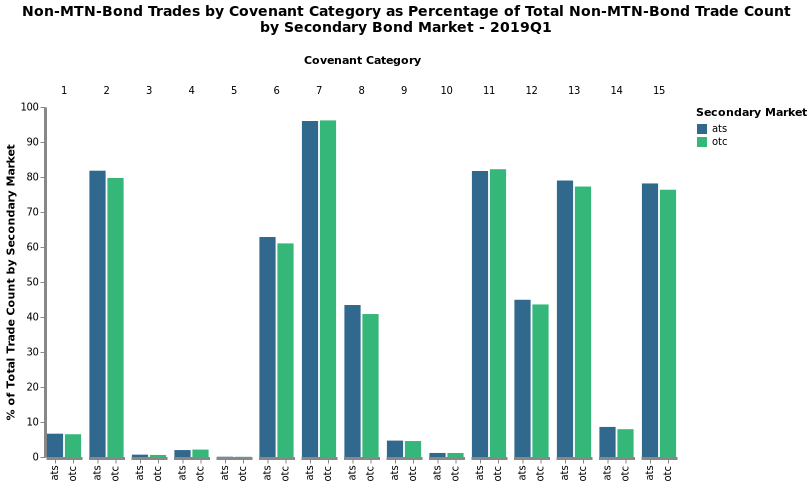 Non-MTN-Bond Trades by Covenant Category as Percentage of Total Non-MTN-Bond Trade Count
by Secondary Bond Market - 2019Q1
Covenant Category
1 2 3 4 5 6 7 8 9 10 11 12 13 14 15
% of Total Trade Count by Secondary Market
100
90
80
70
60
50
40
30
20
10
0
ats otc ats otc ats otc ats otc ats otc ats otc ats otc ats otc ats otc ats otc ats otc ats otc ats otc ats otc ats otc
Secondary Market
ats
otc